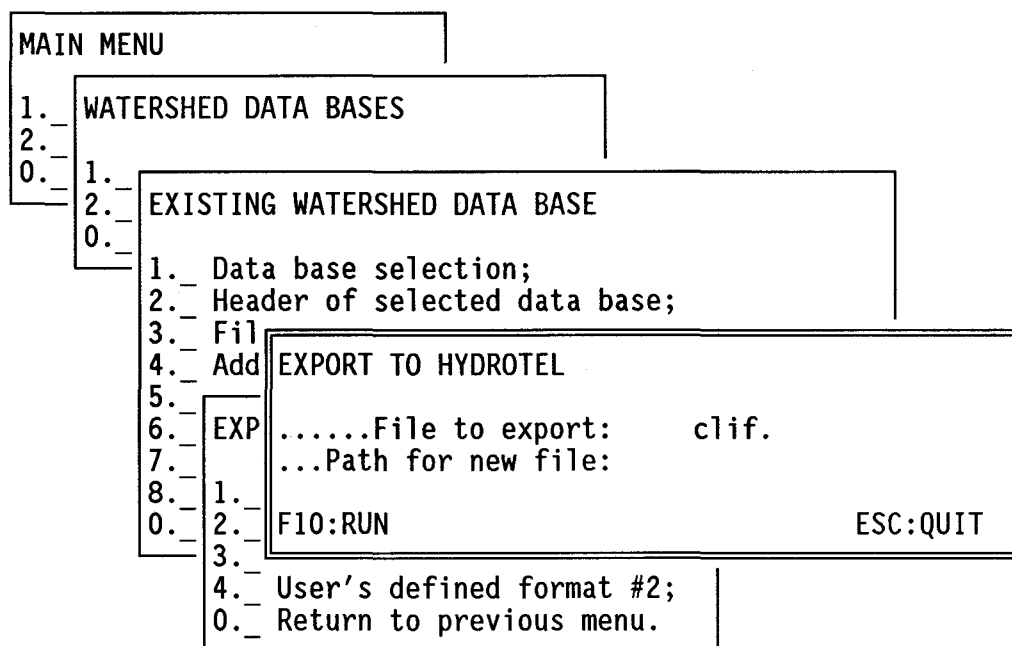 MAIN MENU
1._
2._
0._
WATERSHED DATA BASES
1._
2._
0._
EXISTING WATERSHED DATA BASE
1._ Data base selection;
2._ Header of selected data base;
3._ Fil
4._ Add
5._
6._
7._
8._
0._
EXP
1._
2._
3._
4._ User's defined format #2;
0._ Return to previous menu.
EXPORT TO HYDROTEL
......File to export: clif.
...Path for new file:
F10:RUN ESC:QUIT